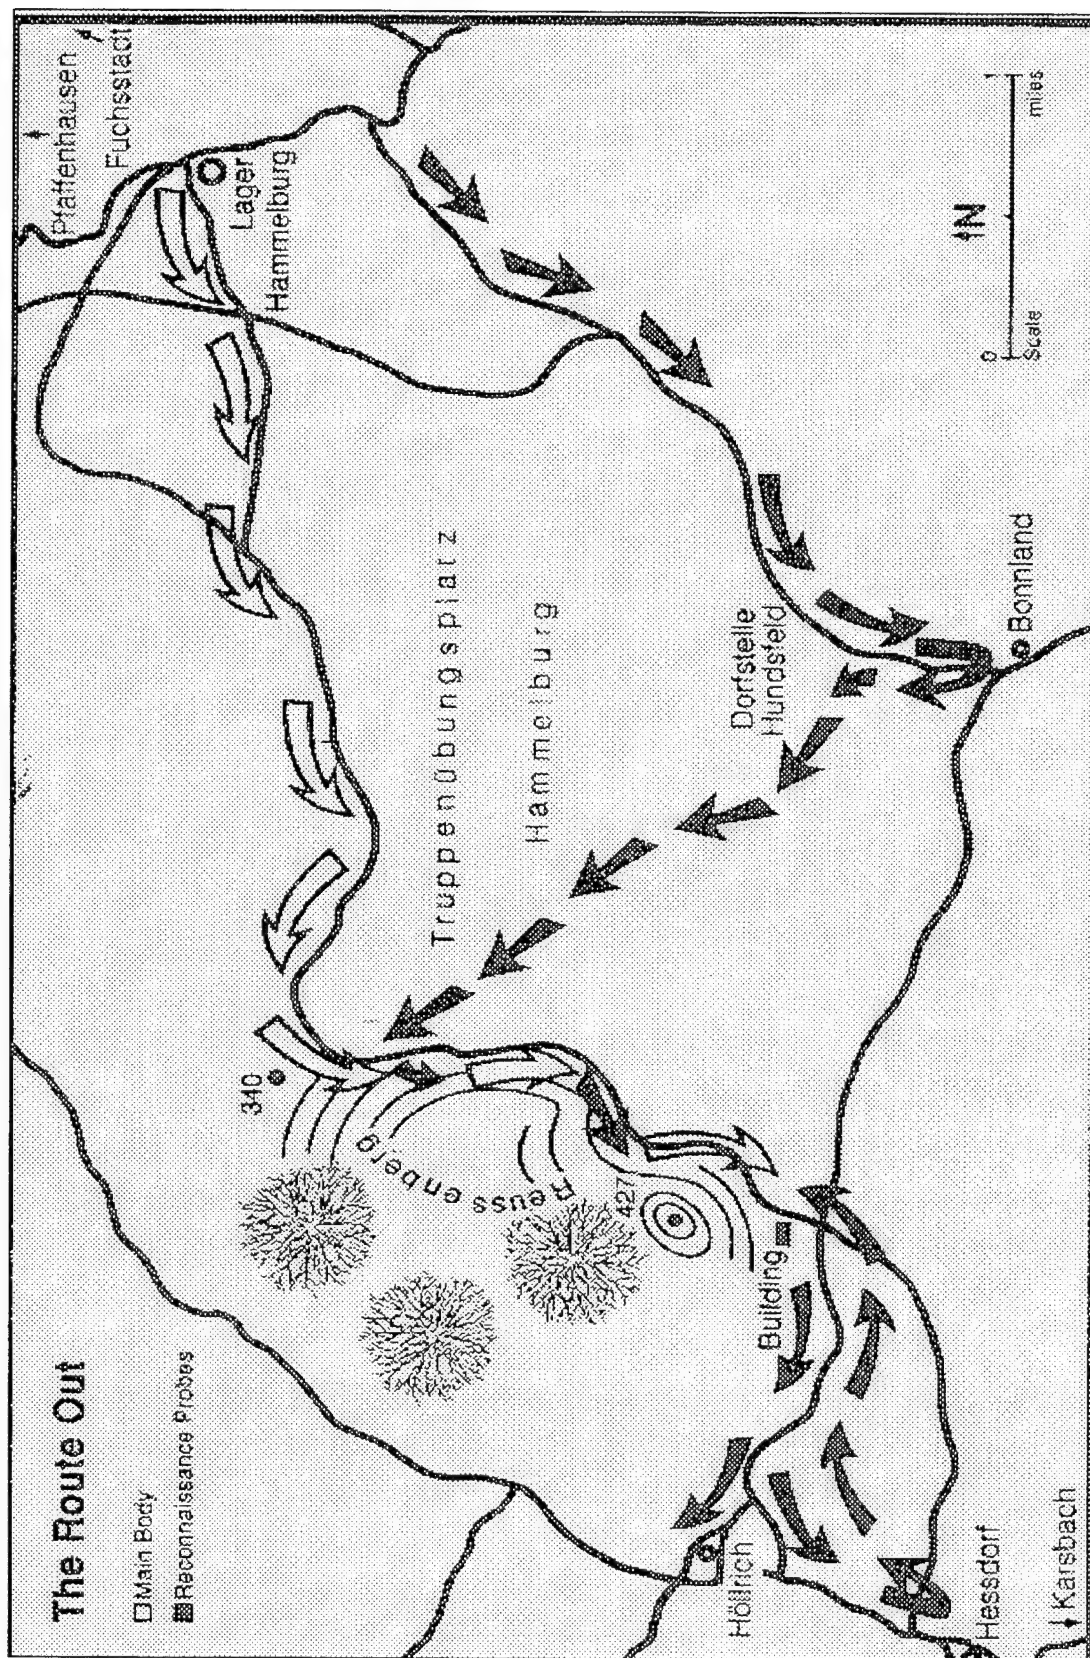 The Route Out
Main Body
Reconnaissance Probes
Pfaffenhausen
Fuchsstadt
Lager
Hammelburg
340
Reussenberg
427
Truppenübungsplatz
Hammelburg
Dorfstelle
Hundsfeld
Building
Höllrich
Bonnland
Hessdorf
Karsbach
N
0 1
Scale miles